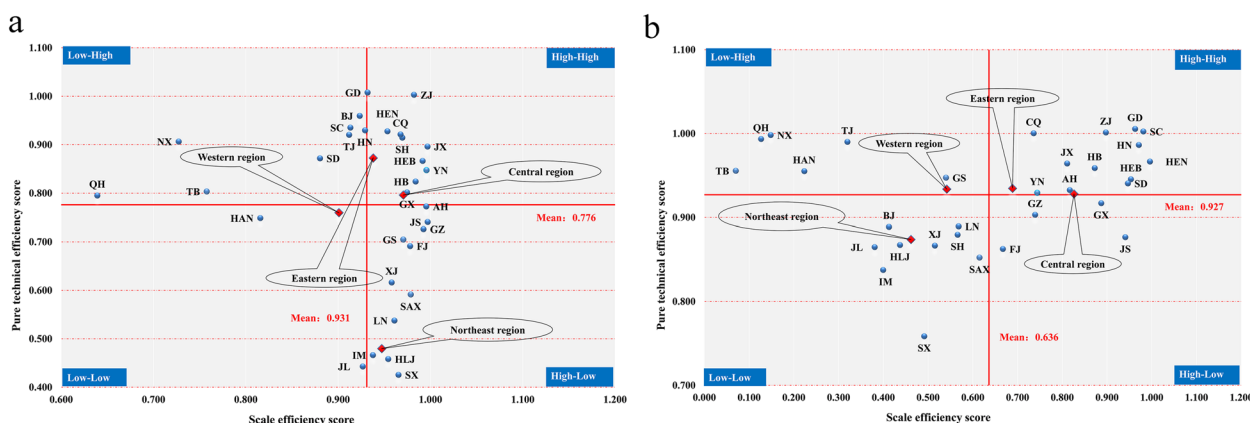 a
Pure technical efficiency score
1.100
1.000
0.900
0.800
0.700
0.600
0.500
0.400
Low-High
High-High
GD
ZJ
BJ
HEN
SC
CQ
TJ
HN
SH
JX
NX
SD
HEB
YN
Western region
Central region
QH
TB
HB
GX
AH
Mean：0.776
HAN
JS
GZ
GS
FJ
Eastern region
XJ
SAX
Mean：0.931
LN
Northeast region
IM
JL
HLJ
SX
Low-Low
High-Low
0.600
0.700
0.800
0.900
1.000
1.100
1.200
Scale efficiency score
b
Pure technical efficiency score
1.100
1.000
0.900
0.800
0.700
Low-High
High-High
Eastern region
QH
NX
TJ
CQ
ZJ
GD
SC
HN
Western region
TB
HAN
GS
JX
HB
HEB
HEN
SD
YN
AH
Mean：0.927
Northeast region
BJ
GZ
GX
JL
HLJ
XJ
LN
SH
FJ
JS
IM
SAX
Central region
SX
Mean：0.636
Low-Low
High-Low
0.000
0.100
0.200
0.300
0.400
0.500
0.600
0.700
0.800
0.900
1.000
1.100
1.200
Scale efficiency score